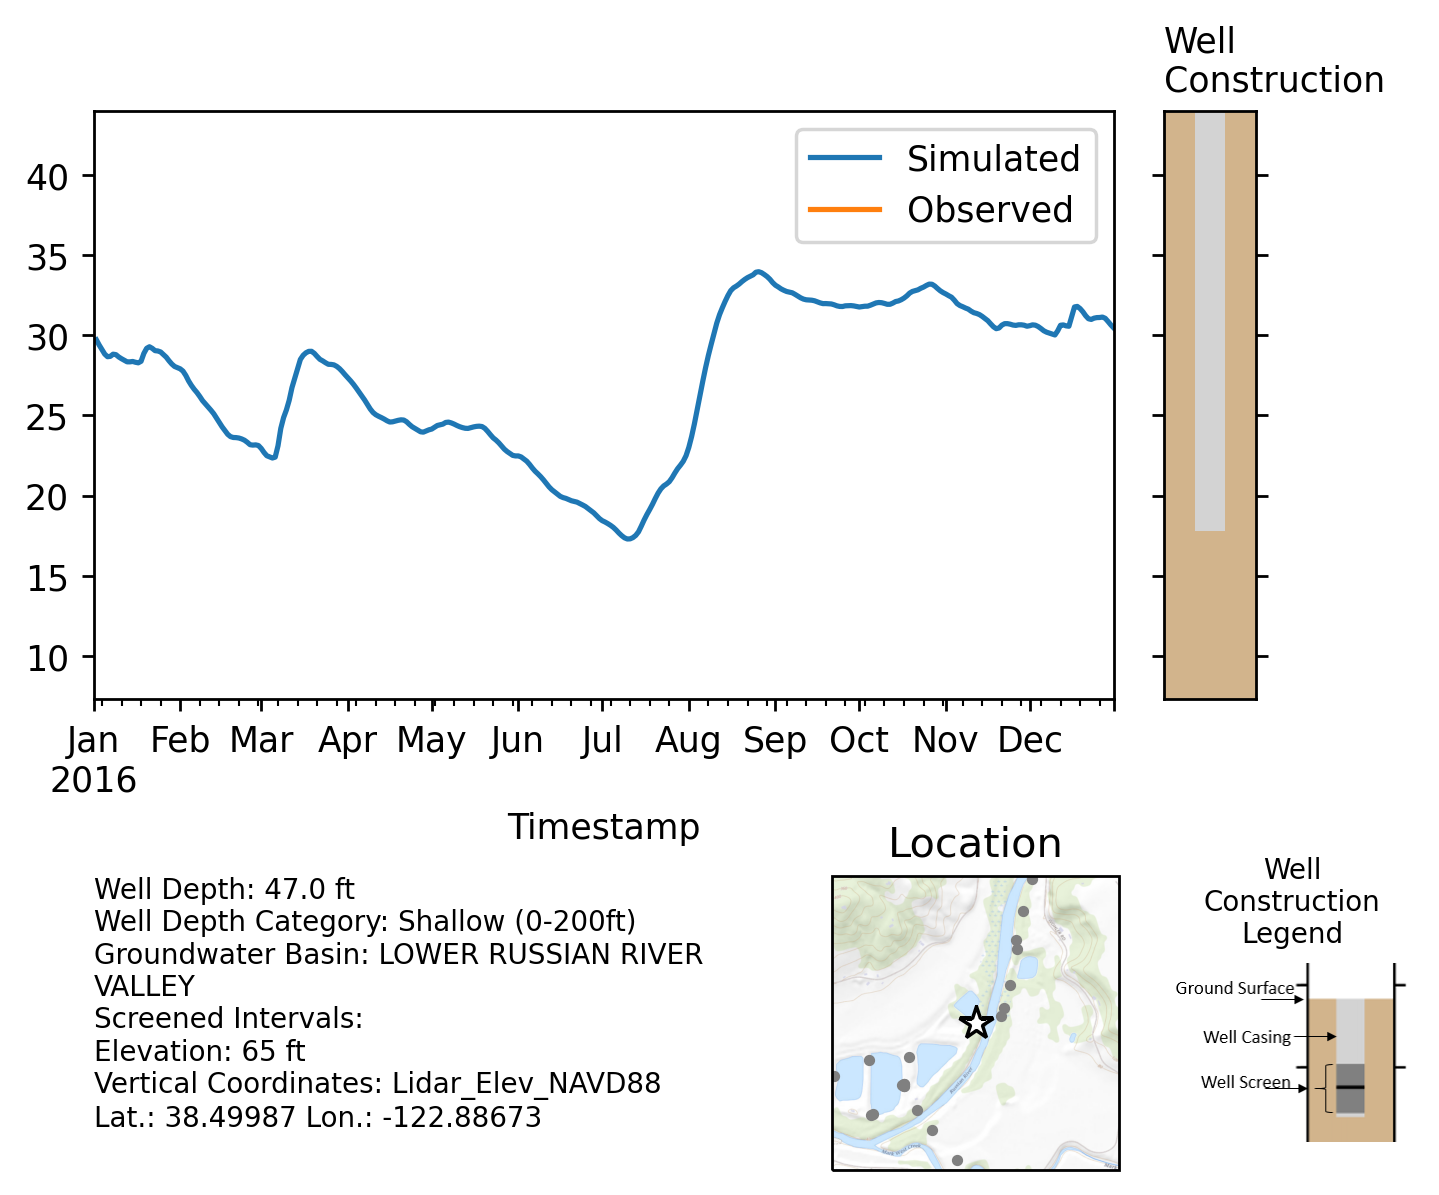 Well
Construction
40
35
30
25
20
15
10
Simulated
Observed
Jan Feb Mar Apr May Jun Jul Aug Sep Oct Nov Dec
2016
Timestamp
Well Depth: 47.0 ft
Well Depth Category: Shallow (0-200ft)
Groundwater Basin: LOWER RUSSIAN RIVER
VALLEY
Screened Intervals:
Elevation: 65 ft
Vertical Coordinates: Lidar_Elev_NAVD88
Lat.: 38.49987 Lon.: -122.88673
Location
Well
Construction
Legend
Ground Surface
Well Casing
Well Screen